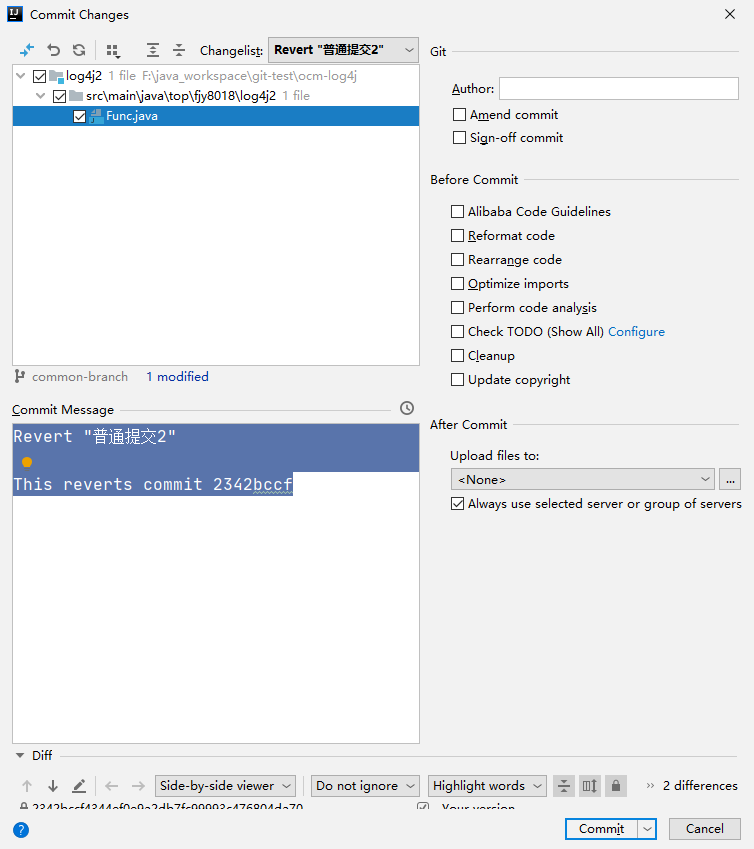 Commit Changes
Changelist: Revert "普通提交2"
log4j2 1 file F:\java_workspace\git-test\ocm-log4j
src\main\java\top\fjy8018\log4j2 1 file
Func.java
common-branch 1 modified
Commit Message
Revert "普通提交2"
This reverts commit 2342bccf
Git
Author:
Amend commit
Sign-off commit
Before Commit
Alibaba Code Guidelines
Reformat code
Rearrange code
Optimize imports
Perform code analysis
Check TODO (Show All) Configure
Cleanup
Update copyright
After Commit
Upload files to:
<None> ...
Always use selected server or group of servers
Diff
Side-by-side viewer Do not ignore Highlight words 2 differences
Your version
? Commit Cancel